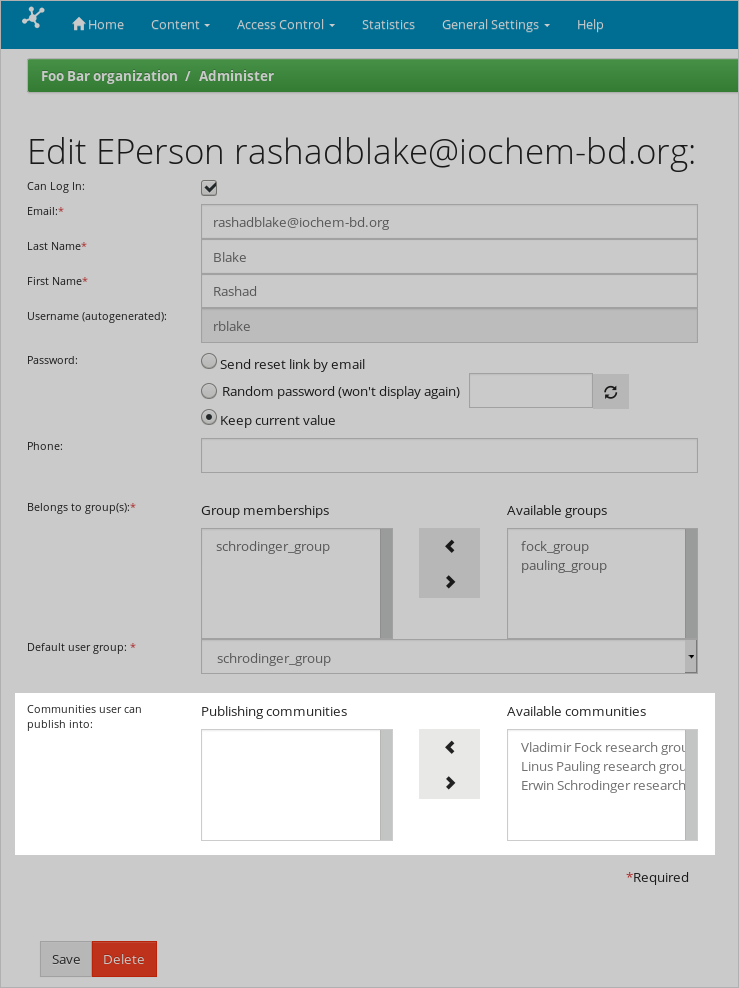 Home Content Access Control Statistics General Settings Help
Foo Bar organization / Administer
Edit EPerson rashadblake@iochem-bd.org:
Can Log In:
Email:* rashadblake@iochem-bd.org
Last Name* Blake
First Name* Rashad
Username (autogenerated): rblake
Password: Send reset link by email
Random password (won't display again)
Keep current value
Phone:
Belongs to group(s):* Group memberships Available groups
schrodinger_group fock_group
pauling_group
Default user group: * schrodinger_group
Communities user can Publishing communities Available communities
publish into:
Vladimir Fock research grou
Linus Pauling research grou
Erwin Schrodinger research
*Required
Save Delete